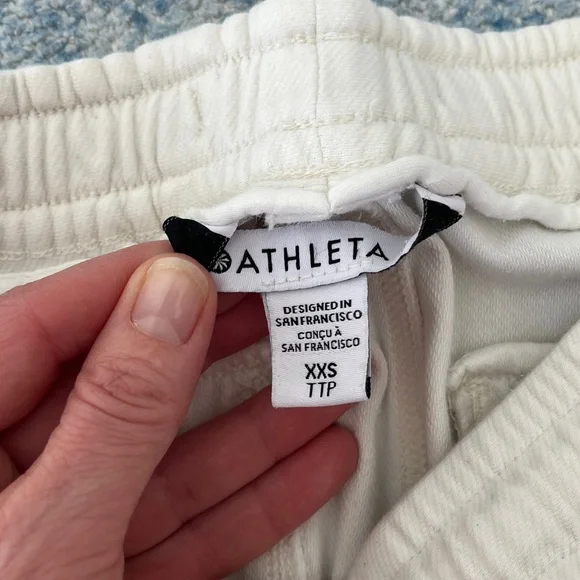 ATHLETA
DESIGNED IN
SAN FRANCISCO
CONÇU À
SAN FRANCISCO
XXS
TTP